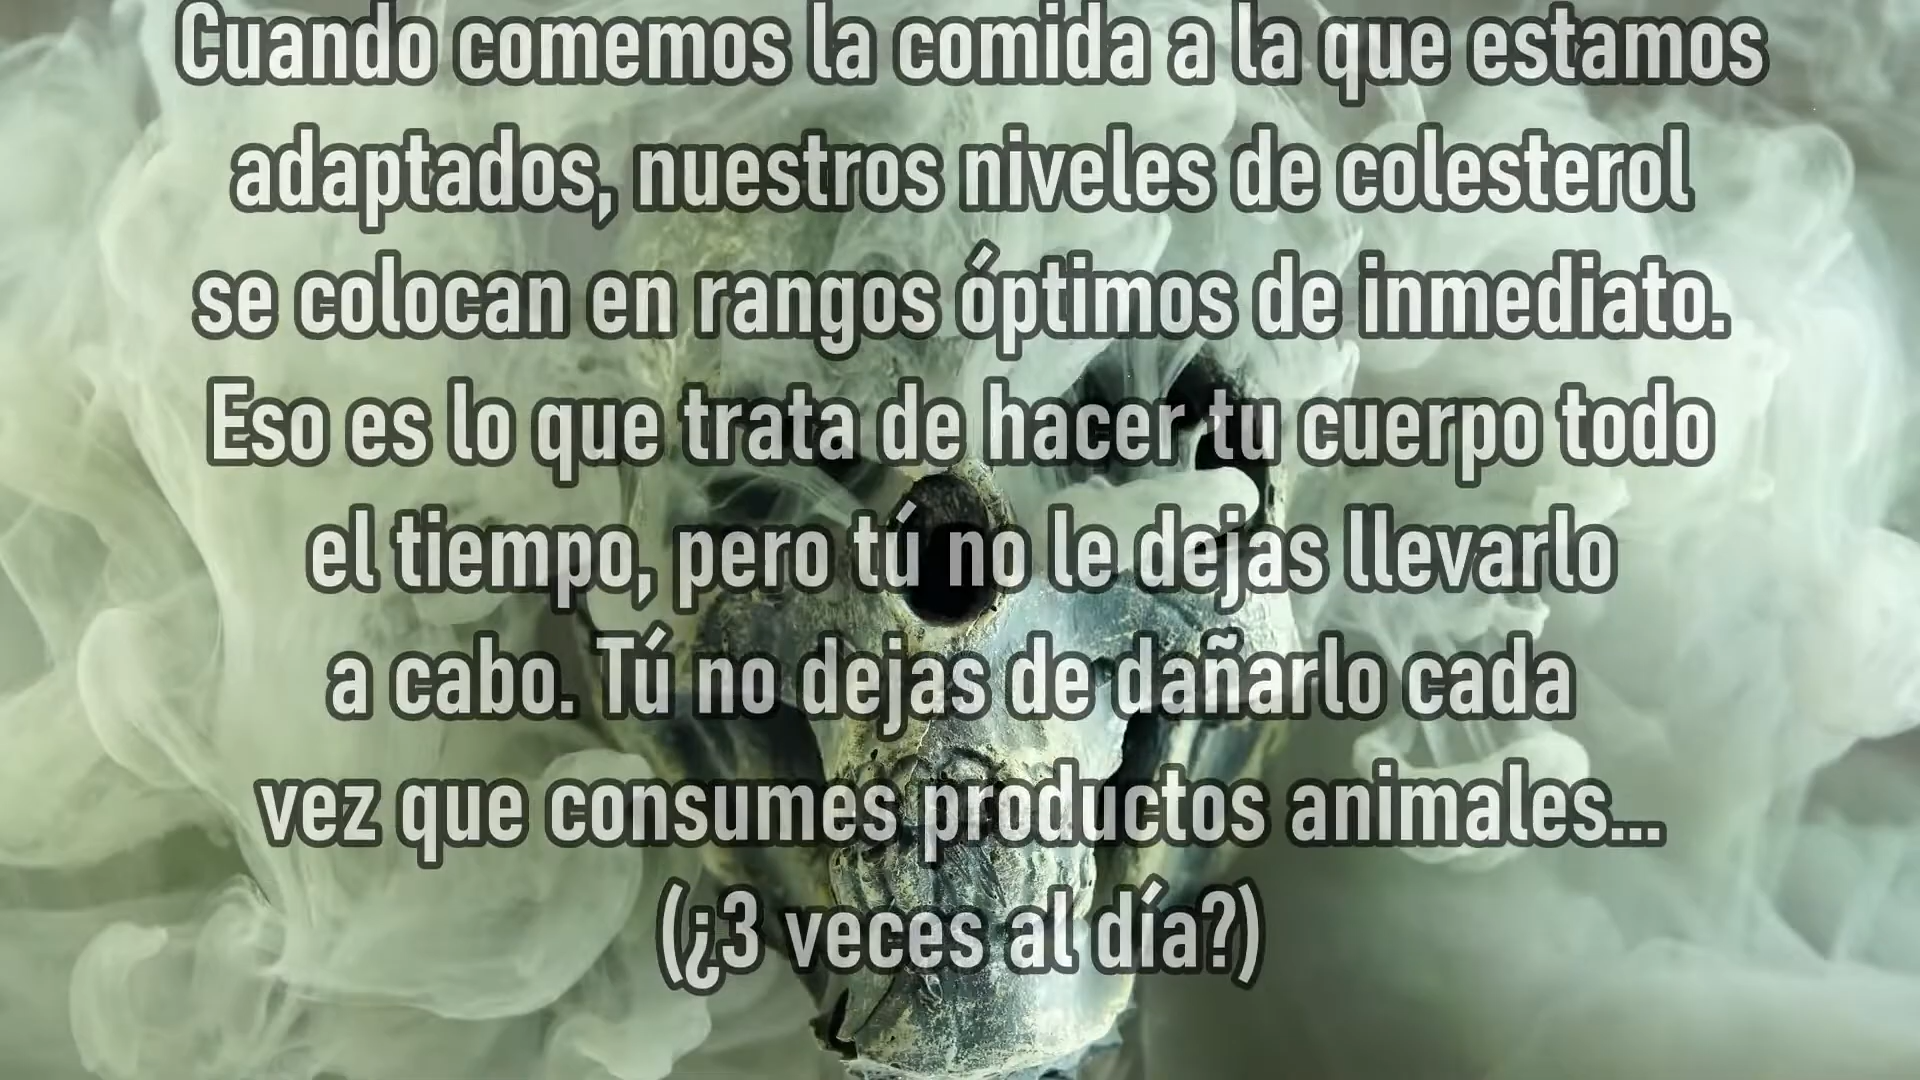 Cuando comemos la comida a la que estamos
adaptados, nuestros niveles de colesterol
se colocan en rangos óptimos de inmediato.
Eso es lo que trata de hacer tu cuerpo todo
el tiempo, pero tú no le dejas llevarlo
a cabo. Tú no dejas de dañarlo cada
vez que consumes productos animales...
(¿3 veces al día?)